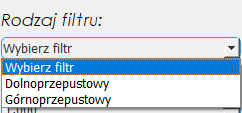 Rodzaj filtru:
Wybierz filtr
Wybierz filtr
Dolnoprzepustowy
Górnoprzepustowy